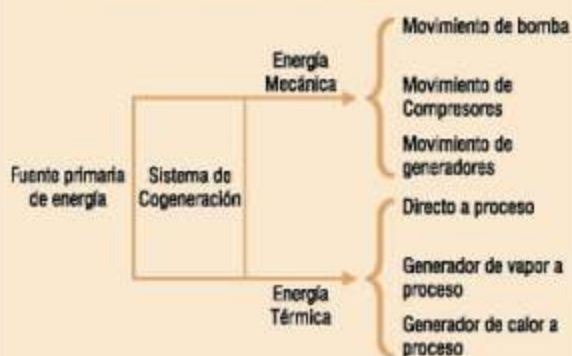 Fuente primaria
de energía
Sistema de
Cogeneración
Energía
Mecánica
Movimiento de bomba
Movimiento de
Compresores
Movimiento de
generadores
Energía
Térmica
Directo a proceso
Generador de vapor a
proceso
Generador de calor a
proceso